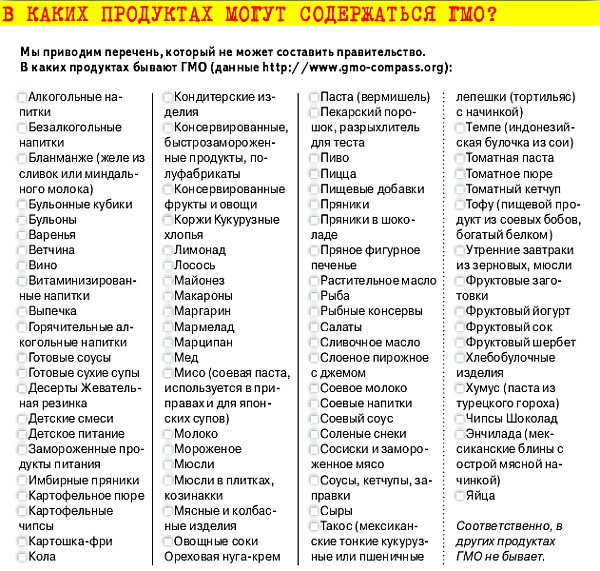 В КАКИХ ПРОДУКТАХ МОГУТ СОДЕРЖАТЬСЯ ГМО?
Мы приводим перечень, который не может составить правительство.
В каких продуктах бывают ГМО (данные http://www.gmo-compass.org):
Алкогольные на-
питки
Безалкогольные
напитки
Бланманже (желе из
сливок или миндаль-
ного молока)
Бульонные кубики
Бульоны
Варенья
Ветчина
Вино
Витаминизирован-
ные напитки
Выпечка
Горячительные ал-
когольные напитки
Готовые соусы
Готовые сухие супы
Десерты Жеватель-
ная резинка
Детские смеси
Детское питание
Замороженные про-
дукты питания
Имбирные пряники
Картофельное пюре
Картофельные
чипсы
Картошка-фри
Кола
Кондитерские из-
делия
Консервированные,
быстрозаморожен-
ные продукты, по-
луфабрикаты
Консервированные
фрукты и овощи
Коржи Кукурузные
хлопья
Лимонад
Лосось
Майонез
Макароны
Маргарин
Мармелад
Марципан
Мед
Мисо (соевая паста,
используется в при-
правах и для япон-
ских супов)
Молоко
Мороженое
Мюсли
Мюсли в плитках,
козинакки
Мясные и колбас-
ные изделия
Овощные соки
Ореховая нуга-крем
Паста (вермишель)
Пекарский поро-
шок, разрыхлитель
для теста
Пиво
Пицца
Пищевые добавки
Пряники
Пряники в шоко-
ладе
Пряное фигурное
печенье
Растительное масло
Рыба
Рыбные консервы
Салаты
Сливочное масло
Слоеное пирожное
с джемом
Соевое молоко
Соевые напитки
Соевый соус
Соленые снеки
Сосиски и заморо-
женное мясо
Соусы, кетчупы, за-
правки
Сыры
Такос (мексикан-
ские тонкие кукуруз-
ные или пшеничные
лепешки (тортильяс)
с начинкой)
Темпе (индонезий-
ская булочка из сои)
Томатная паста
Томатное пюре
Томатный кетчуп
Тофу (пищевой про-
дукт из соевых бобов,
богатый белком)
Утренние завтраки
из зерновых, мюсли
Фруктовые заго-
товки
Фруктовый йогурт
Фруктовый сок
Фруктовый шербет
Хлебобулочные
изделия
Хумус (паста из
турецкого гороха)
Чипсы Шоколад
Энчилада (мек-
сиканские блины с
острой мясной на-
чинкой)
Яйца
Соответственно, в
других продуктах
ГМО не бывает.